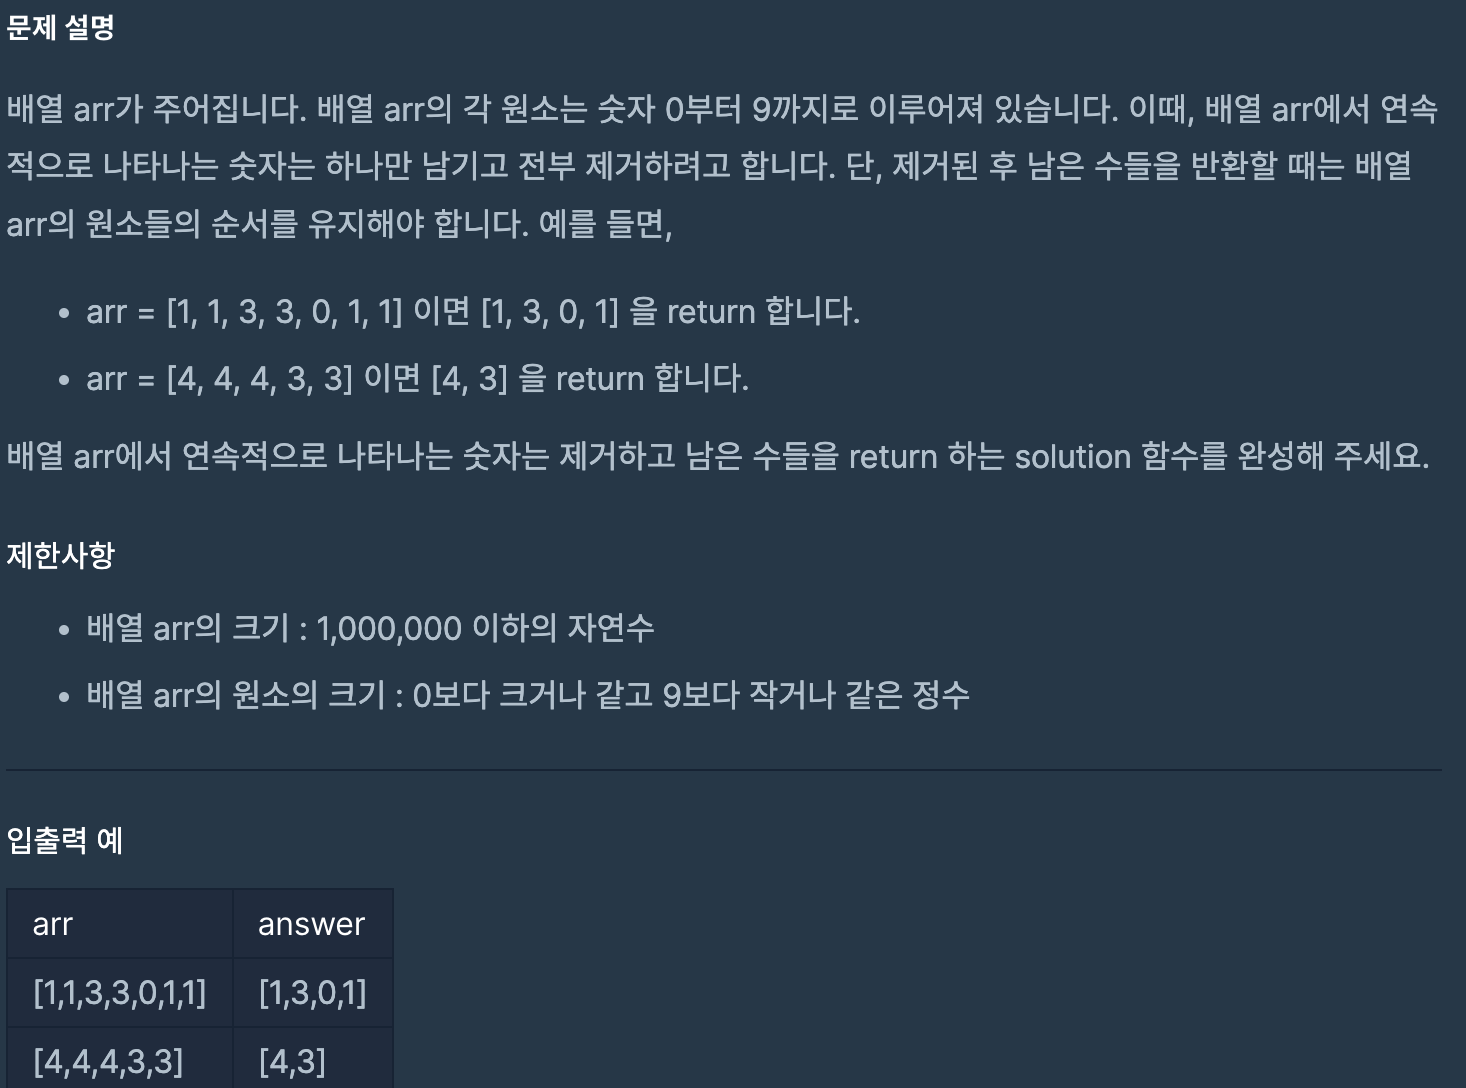 문제 설명
배열 arr가 주어집니다. 배열 arr의 각 원소는 숫자 0부터 9까지로 이루어져 있습니다. 이때, 배열 arr에서 연속
적으로 나타나는 숫자는 하나만 남기고 전부 제거하려고 합니다. 단, 제거된 후 남은 수들을 반환할 때는 배열
arr의 원소들의 순서를 유지해야 합니다. 예를 들면,
• arr = [1, 1, 3, 3, 0, 1, 1] 이면 [1, 3, 0, 1] 을 return 합니다.
• arr = [4, 4, 4, 3, 3] 이면 [4, 3] 을 return 합니다.
배열 arr에서 연속적으로 나타나는 숫자는 제거하고 남은 수들을 return 하는 solution 함수를 완성해 주세요.
제한사항
• 배열 arr의 크기 : 1,000,000 이하의 자연수
• 배열 arr의 원소의 크기 : 0보다 크거나 같고 9보다 작거나 같은 정수
입출력 예
arr answer
[1,1,3,3,0,1,1] [1,3,0,1]
[4,4,4,3,3] [4,3]